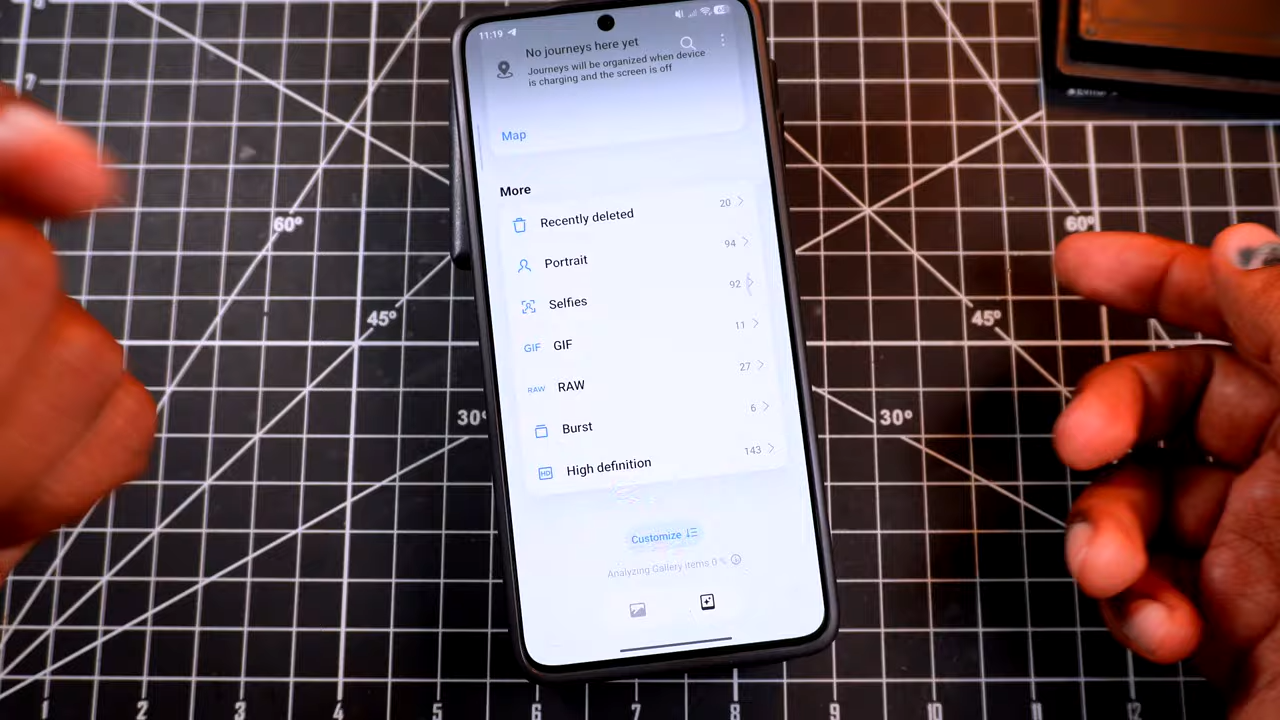 11:19
No journeys here yet
Journeys will be organized when device
is charging and the screen is off
Map
More
Recently deleted 20
Portrait 94
Selfies 92
GIF GIF 11
RAW RAW 27
Burst 6
HD High definition 143
Customize
Analyzing Gallery items 0 %
7
60° 60°
45° 45°
30° 30°
1 2 3 4 5 6 7 8 9 10 11 12